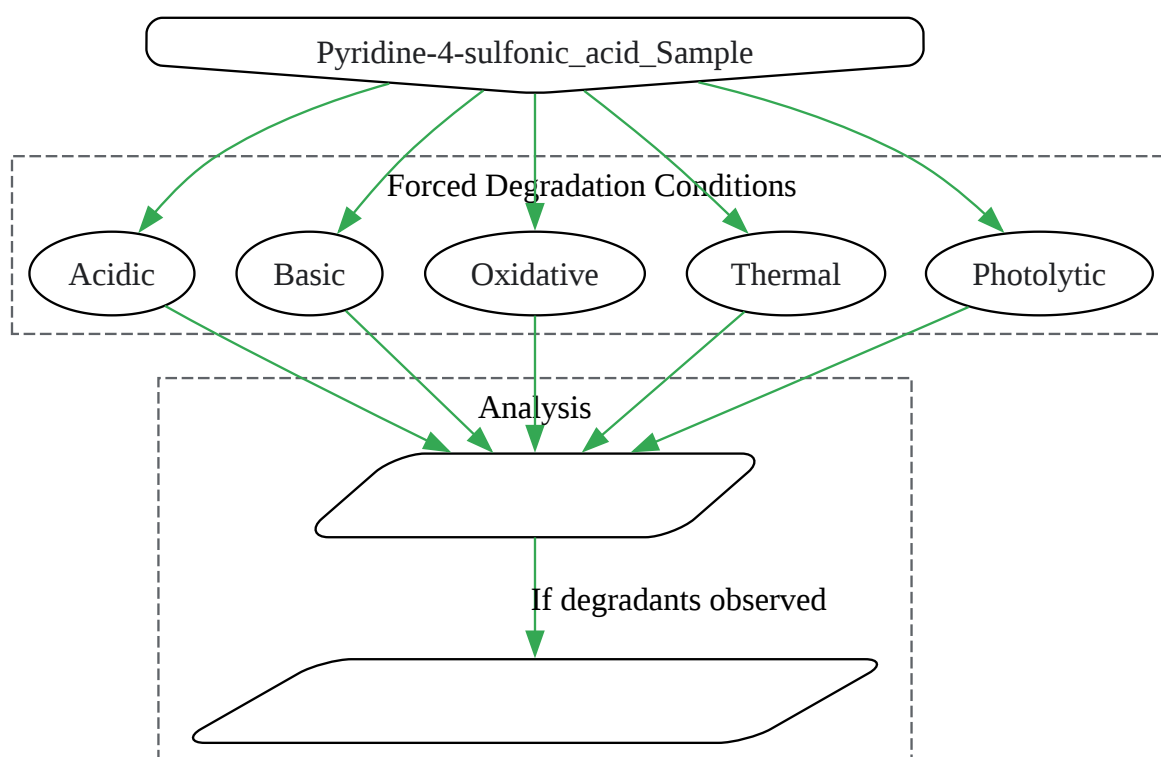 Pyridine-4-sulfonic_acid_Sample
Forced Degradation Conditions
Acidic
Basic
Oxidative
Thermal
Photolytic
Analysis
If degradants observed